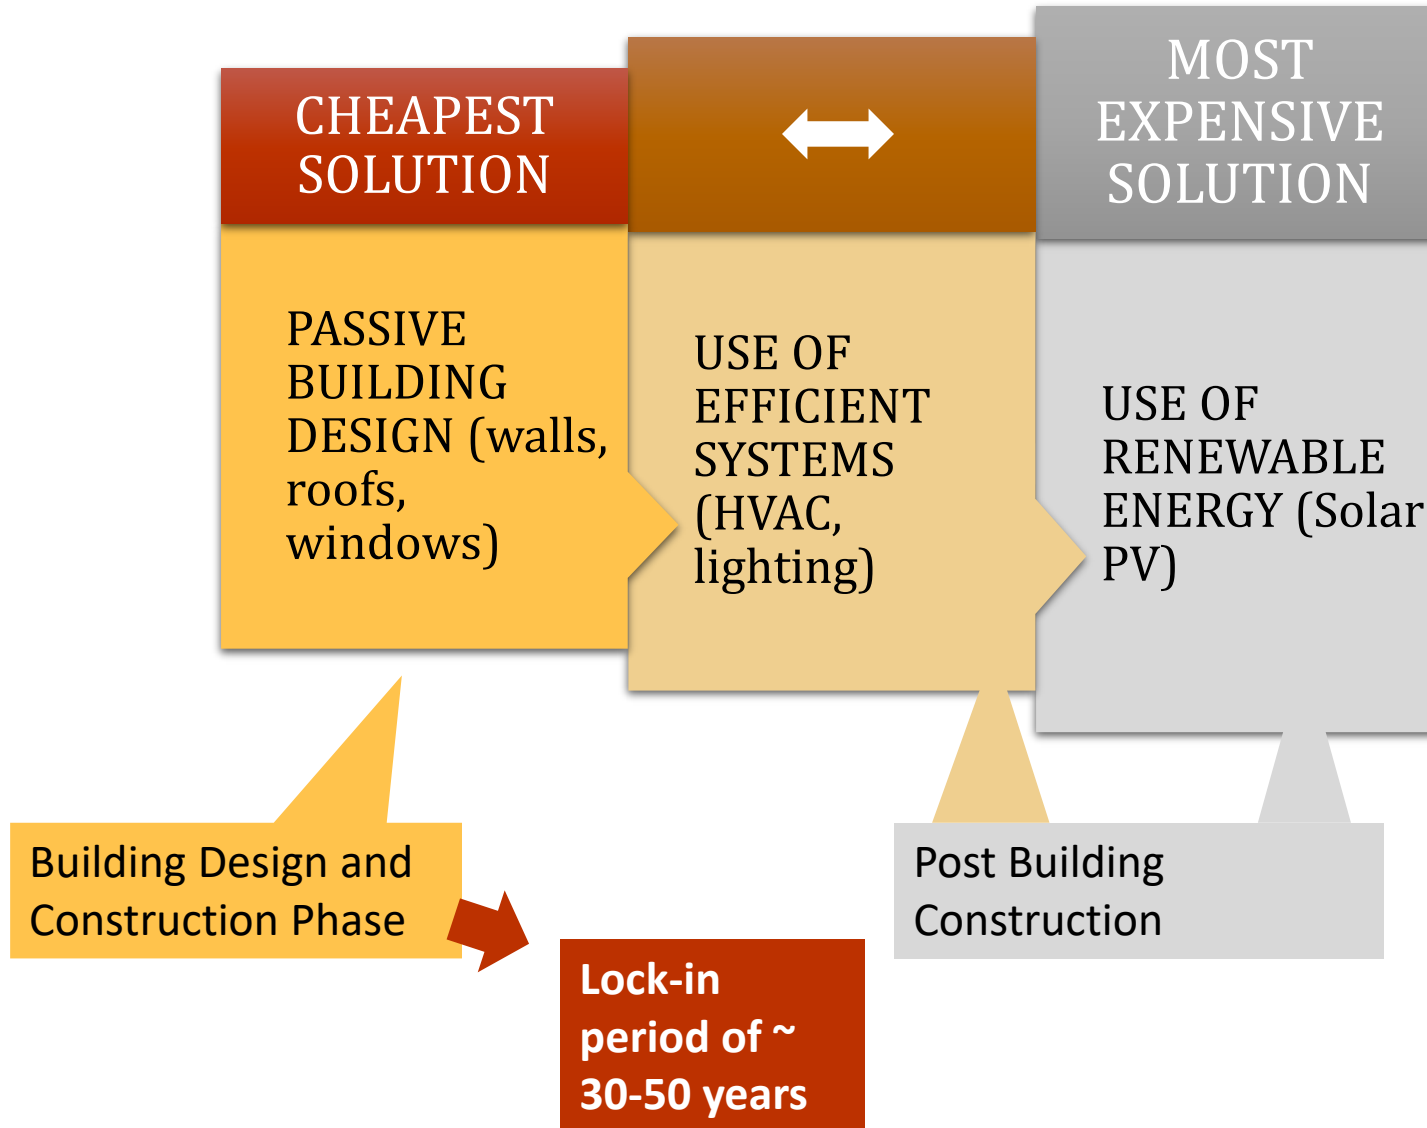 CHEAPEST
SOLUTION
MOST
EXPENSIVE
SOLUTION
PASSIVE
BUILDING
DESIGN (walls,
roofs,
windows)
USE OF
EFFICIENT
SYSTEMS
(HVAC,
lighting)
USE OF
RENEWABLE
ENERGY (Solar
PV)
Building Design and
Construction Phase
Post Building
Construction
Lock-in
period of ~
30-50 years